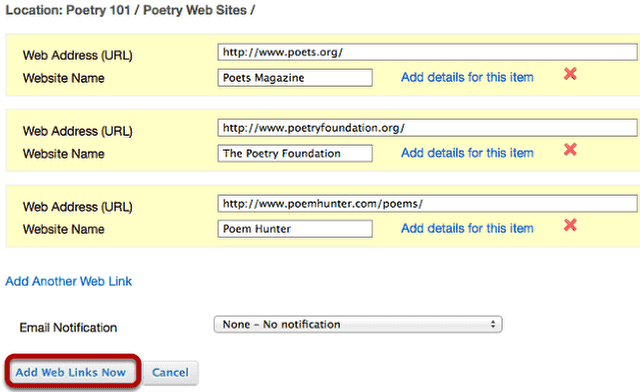 Location: Poetry 101 / Poetry Web Sites /
Web Address (URL) http://www.poets.org/
Website Name Poets Magazine Add details for this item
Web Address (URL) http://www.poetryfoundation.org/
Website Name The Poetry Foundation Add details for this item
Web Address (URL) http://www.poemhunter.com/poems/
Website Name Poem Hunter Add details for this item
Add Another Web Link
Email Notification None - No notification
Add Web Links Now Cancel